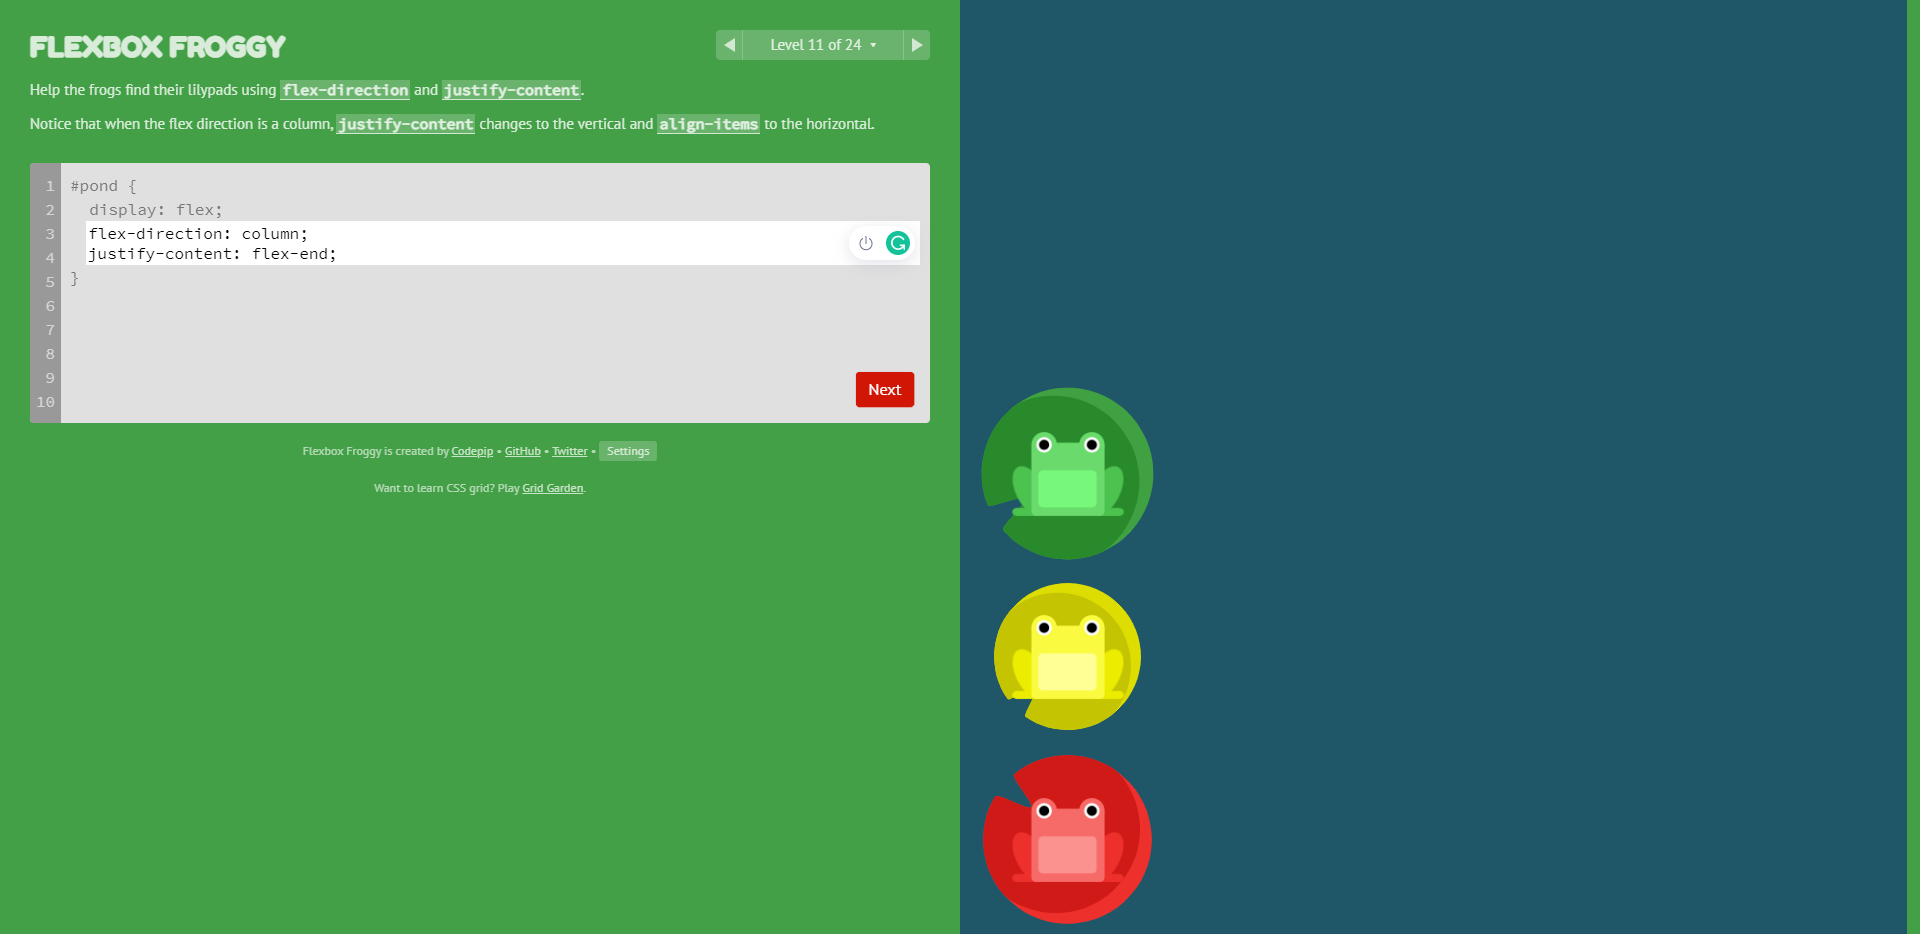 FLEXBOX FROGGY
Level 11 of 24
Help the frogs find their lilypads using flex-direction and justify-content.
Notice that when the flex direction is a column, justify-content changes to the vertical and align-items to the horizontal.
1 #pond {
2 display: flex;
3 flex-direction: column;
4 justify-content: flex-end;
5 }
6
7
8
9
10
Next
Flexbox Froggy is created by Codepip • GitHub • Twitter • Settings
Want to learn CSS grid? Play Grid Garden.